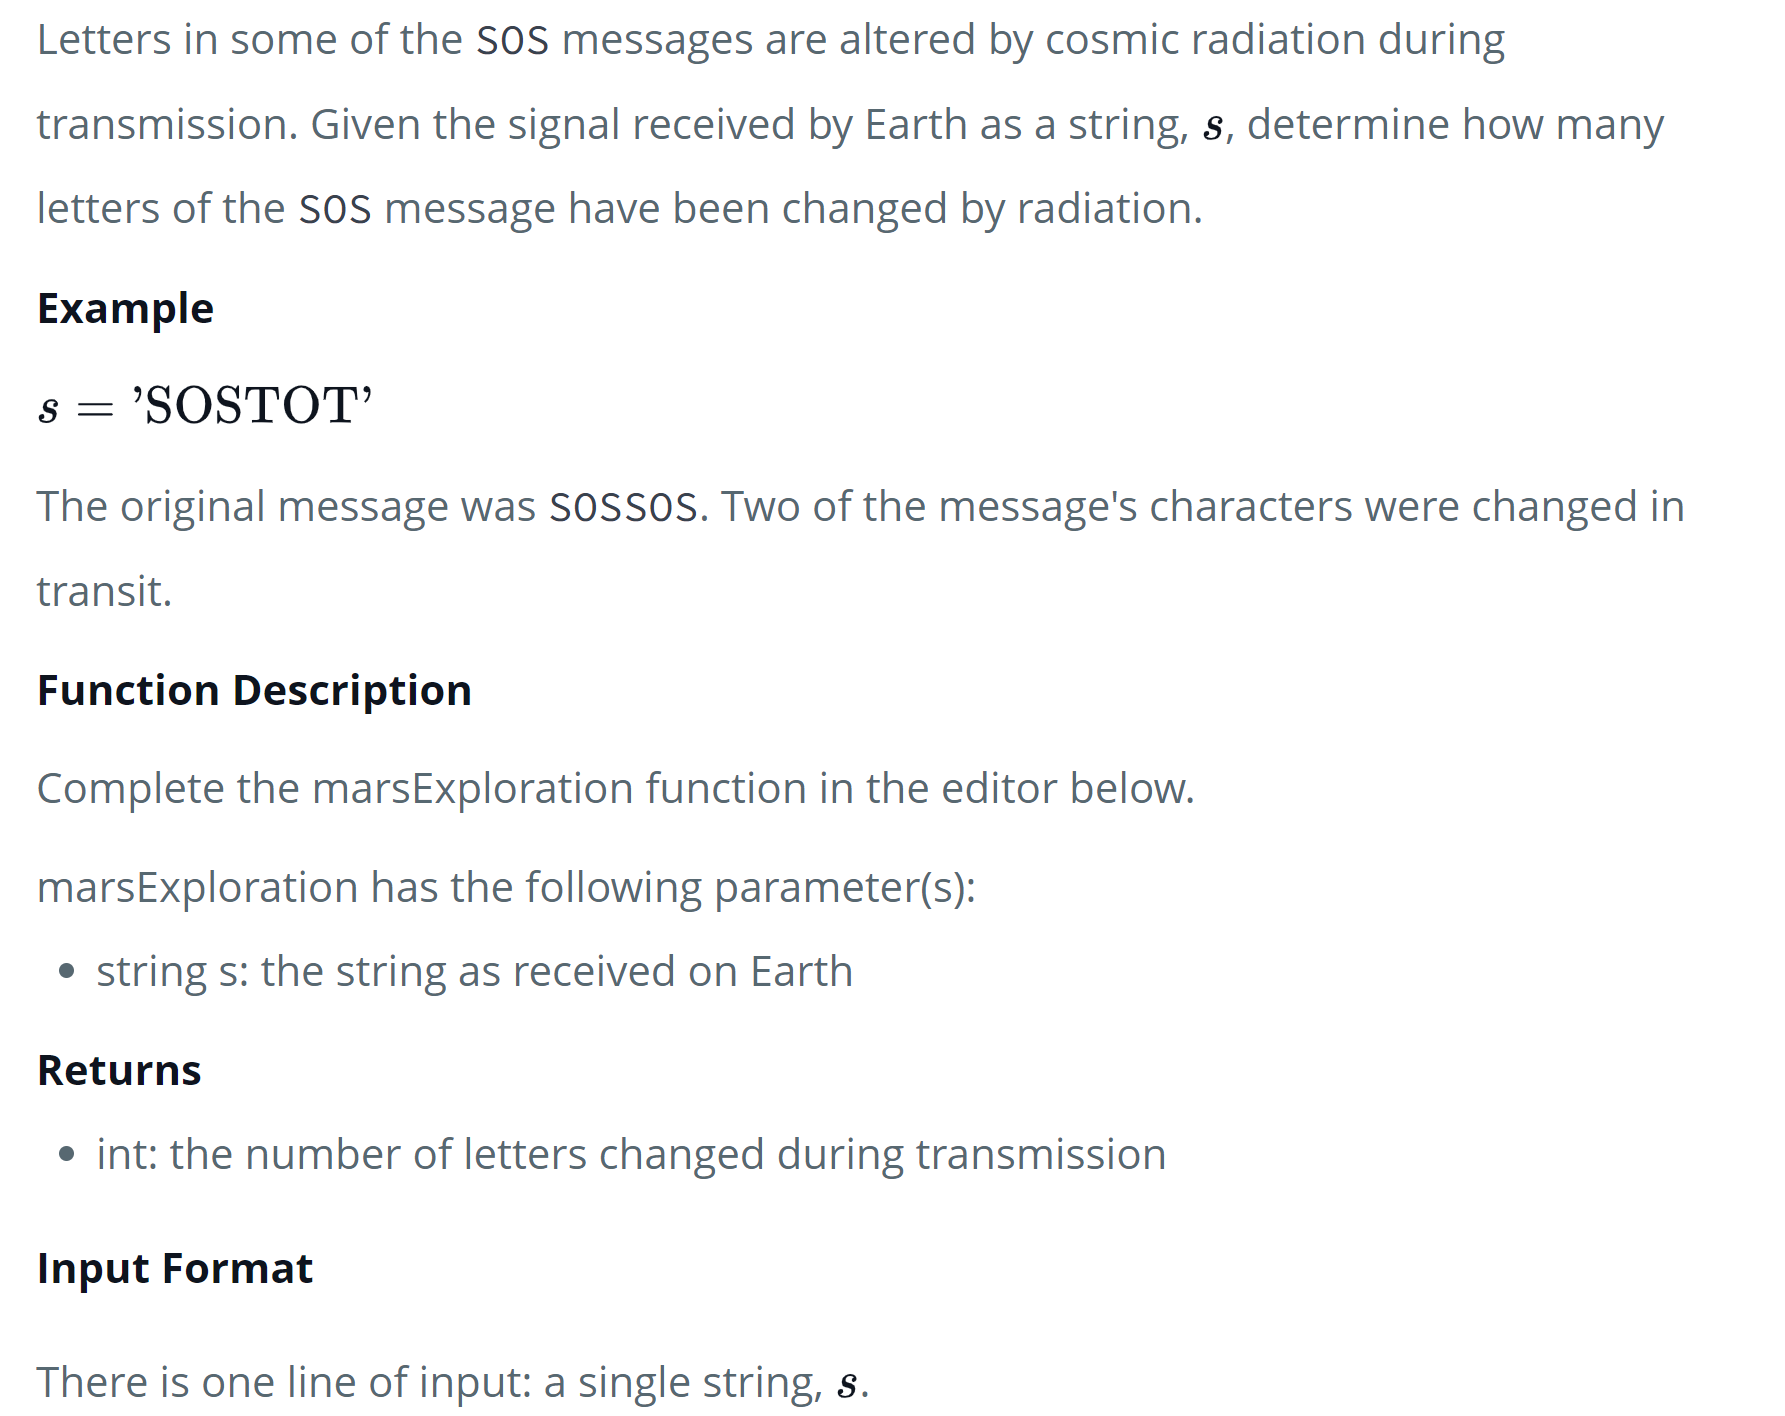 Letters in some of the SOS messages are altered by cosmic radiation during
transmission. Given the signal received by Earth as a string, s, determine how many
letters of the SOS message have been changed by radiation.
Example
s = ’SOSTOT’
The original message was SOSSOS. Two of the message's characters were changed in
transit.
Function Description
Complete the marsExploration function in the editor below.
marsExploration has the following parameter(s):
• string s: the string as received on Earth
Returns
• int: the number of letters changed during transmission
Input Format
There is one line of input: a single string, s.